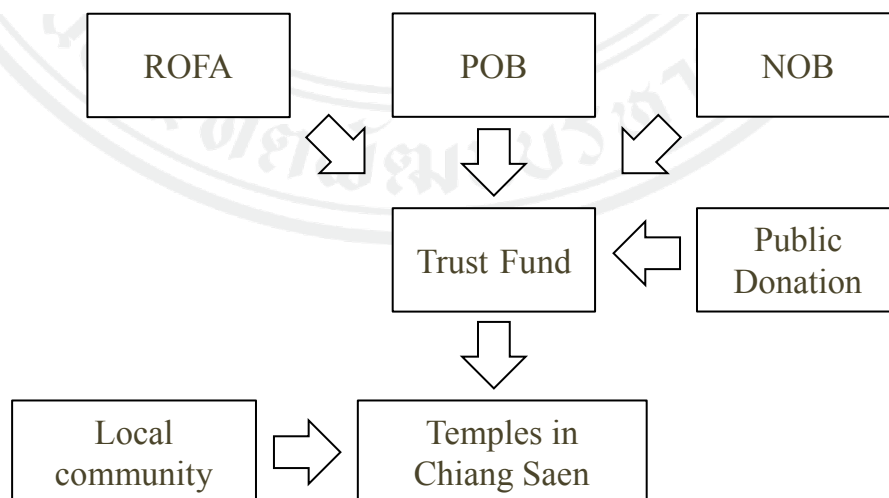 ROFA
POB
NOB
Trust Fund
Public
Donation
Local
community
Temples in
Chiang Saen